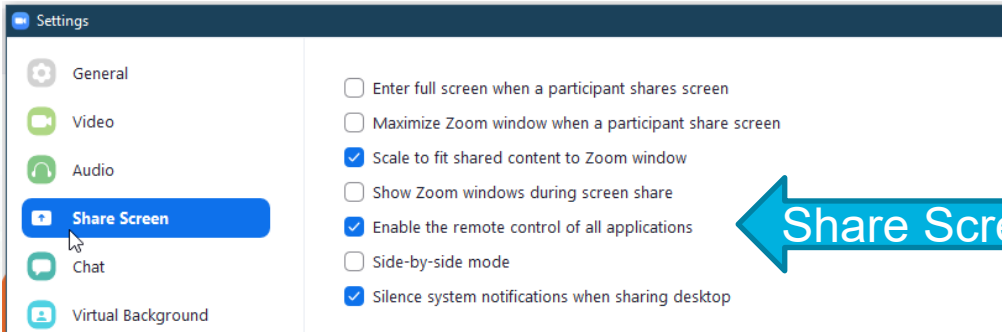 Settings
General
Video
Audio
Share Screen
Chat
Virtual Background
Enter full screen when a participant shares screen
Maximize Zoom window when a participant share screen
Scale to fit shared content to Zoom window
Show Zoom windows during screen share
Enable the remote control of all applications
Side-by-side mode
Silence system notifications when sharing desktop
Share Scre